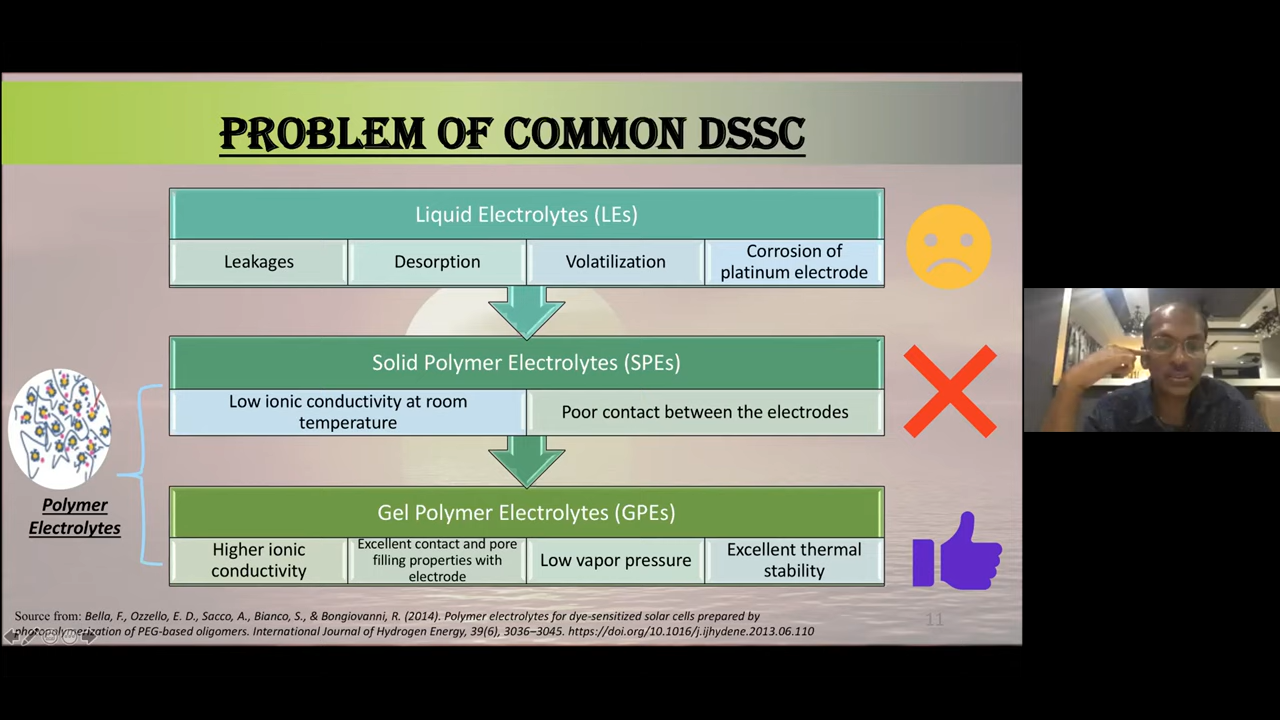 PROBLEM OF COMMON DSSC
Liquid Electrolytes (LEs)
Leakages
Desorption
Volatilization
Corrosion of
platinum electrode
Solid Polymer Electrolytes (SPEs)
Low ionic conductivity at room
temperature
Poor contact between the electrodes
Polymer
Electrolytes
Gel Polymer Electrolytes (GPEs)
Higher ionic
conductivity
Excellent contact and pore
filling properties with
electrode
Low vapor pressure
Excellent thermal
stability
Source from: Bella, F., Ozzello, E. D., Sacco, A., Bianco, S., & Bongiovanni, R. (2014). Polymer electrolytes for dye-sensitized solar cells prepared by
photopolymerization of PEG-based oligomers. International Journal of Hydrogen Energy, 39(6), 3036–3045. https://doi.org/10.1016/j.ijhydene.2013.06.110
11